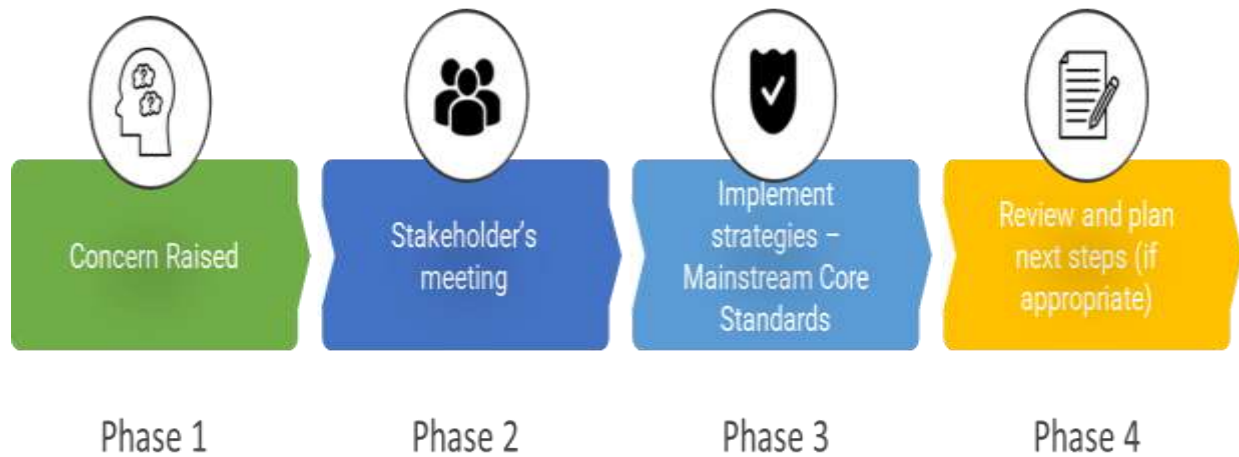 Concern Raised
Stakeholder's
meeting
Implement
strategies –
Mainstream Core
Standards
Review and plan
next steps (if
appropriate)
Phase 1
Phase 2
Phase 3
Phase 4